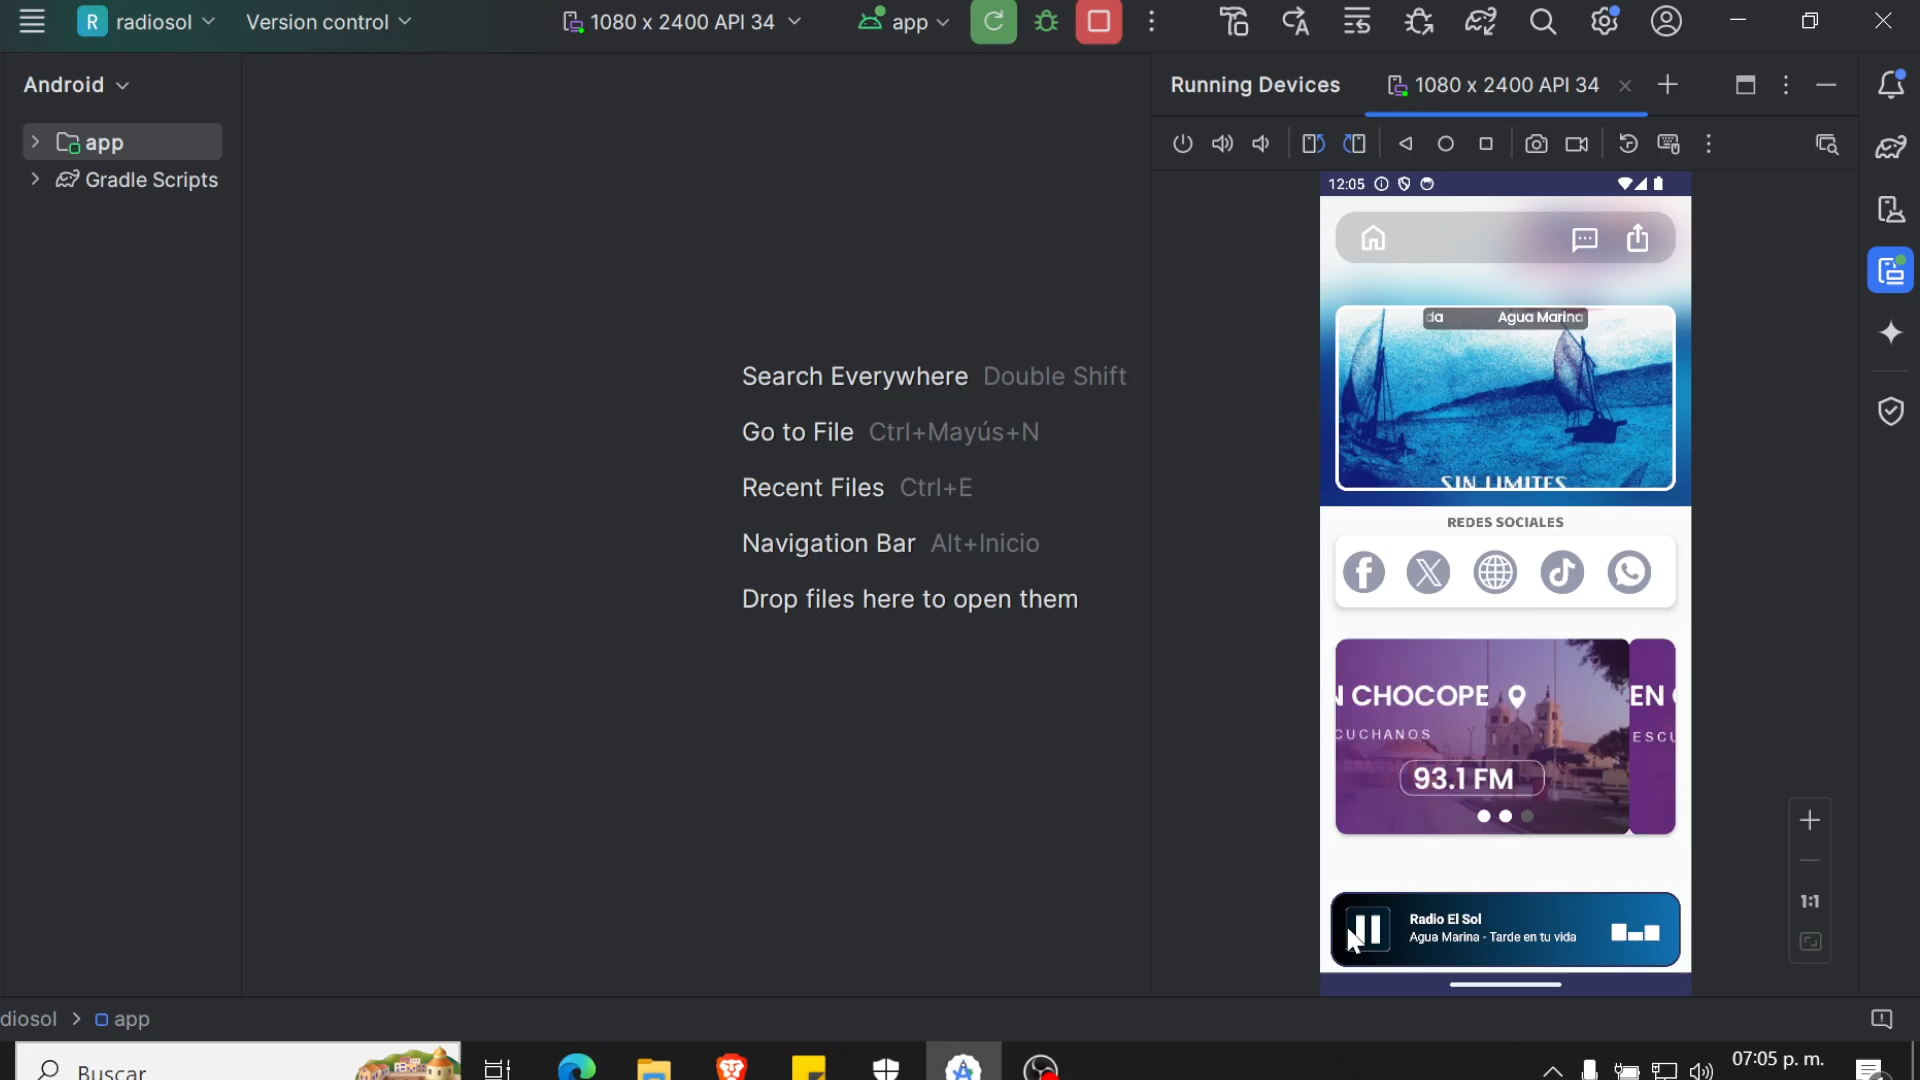 R radiosol Version control 1080 x 2400 API 34 app
Android
app
Gradle Scripts
Search Everywhere Double Shift
Go to File Ctrl+Mayús+N
Recent Files Ctrl+E
Navigation Bar Alt+Inicio
Drop files here to open them
Running Devices 1080 x 2400 API 34
12:05
da Agua Marina
SIN LIMITES
REDES SOCIALES
N CHOCOPE EN
CUCHANOS ESCU
93.1 FM
Radio El Sol
Agua Marina - Tarde en tu vida
1:1
diosol > app
Buscar
07:05 p. m.